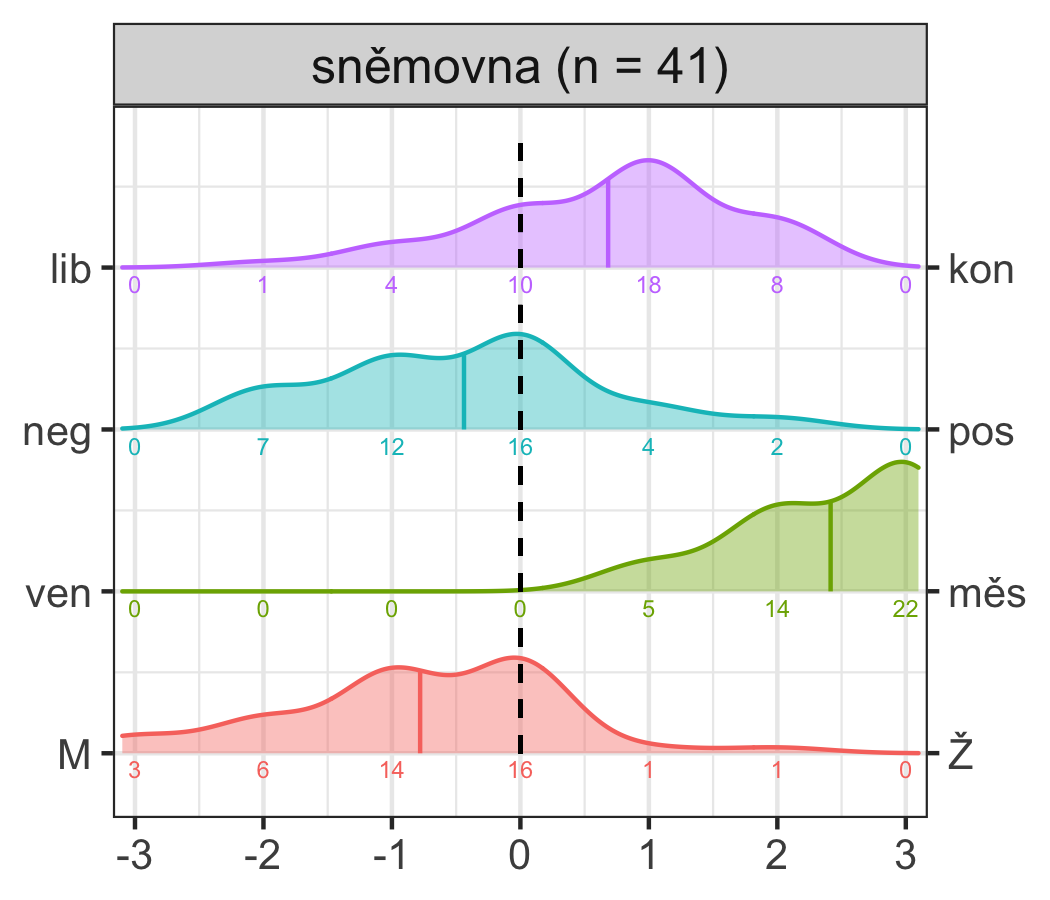 sněmovna (n = 41)
lib kon
0 1 4 10 18 8 0
neg pos
0 7 12 16 4 2 0
ven měs
0 0 0 0 5 14 22
M Ž
3 6 14 16 1 1 0
-3 -2 -1 0 1 2 3